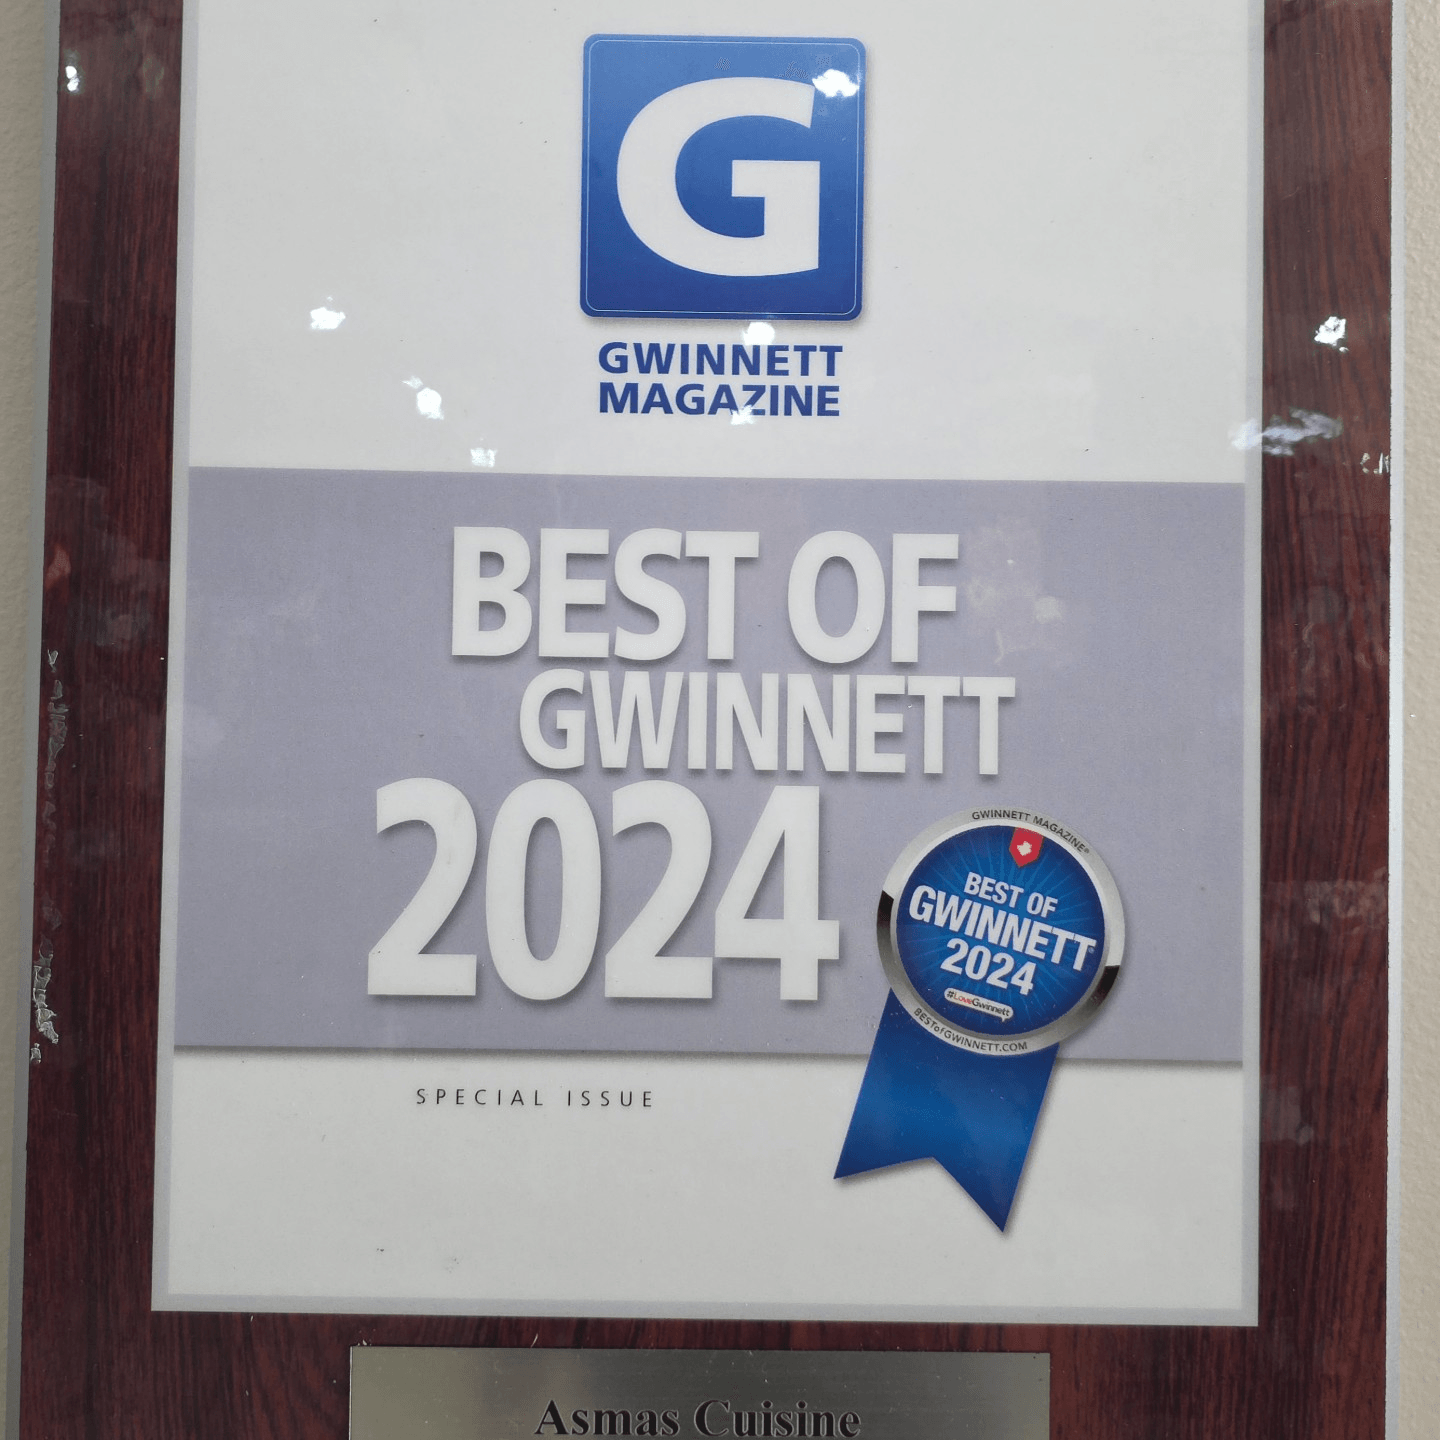 G
GWINNETT
MAGAZINE
BEST OF
GWINNETT
2024
GWINNETT MAGAZINE®
BEST OF
GWINNETT
2024
#LoveGwinnett
BESTofGWINNETT.COM
SPECIAL ISSUE
Asmas Cuisine